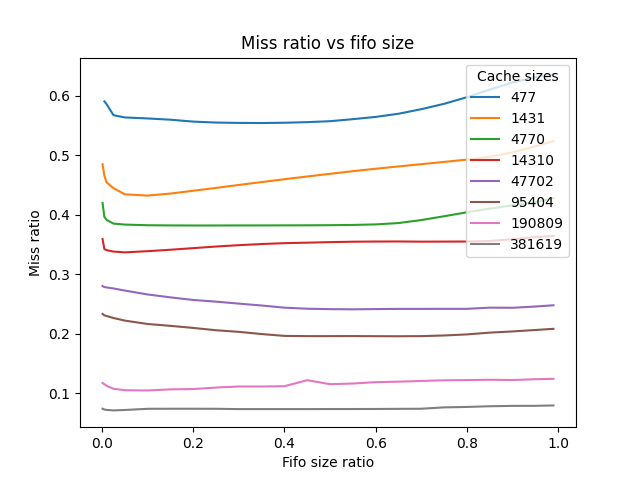 Miss ratio vs fifo size
Cache sizes
477
1431
4770
14310
47702
95404
190809
381619
Miss ratio
0.6
0.5
0.4
0.3
0.2
0.1
0.0 0.2 0.4 0.6 0.8 1.0
Fifo size ratio